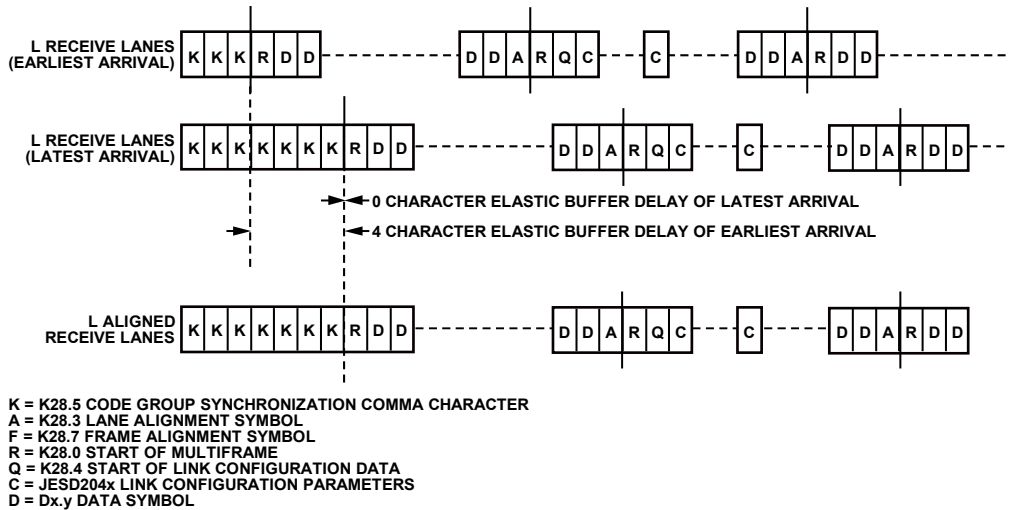 L RECEIVE LANES
(EARLIEST ARRIVAL)
K K K R D D
D D A R Q C
C
D D A R D D
L RECEIVE LANES
(LATEST ARRIVAL)
K K K K K K K R D D
D D A R Q C
C
D D A R D D
0 CHARACTER ELASTIC BUFFER DELAY OF LATEST ARRIVAL
4 CHARACTER ELASTIC BUFFER DELAY OF EARLIEST ARRIVAL
L ALIGNED
RECEIVE LANES
K K K K K K K R D D
D D A R Q C
C
D D A R D D
K = K28.5 CODE GROUP SYNCHRONIZATION COMMA CHARACTER
A = K28.3 LANE ALIGNMENT SYMBOL
F = K28.7 FRAME ALIGNMENT SYMBOL
R = K28.0 START OF MULTIFRAME
Q = K28.4 START OF LINK CONFIGURATION DATA
C = JESD204x LINK CONFIGURATION PARAMETERS
D = Dx.y DATA SYMBOL